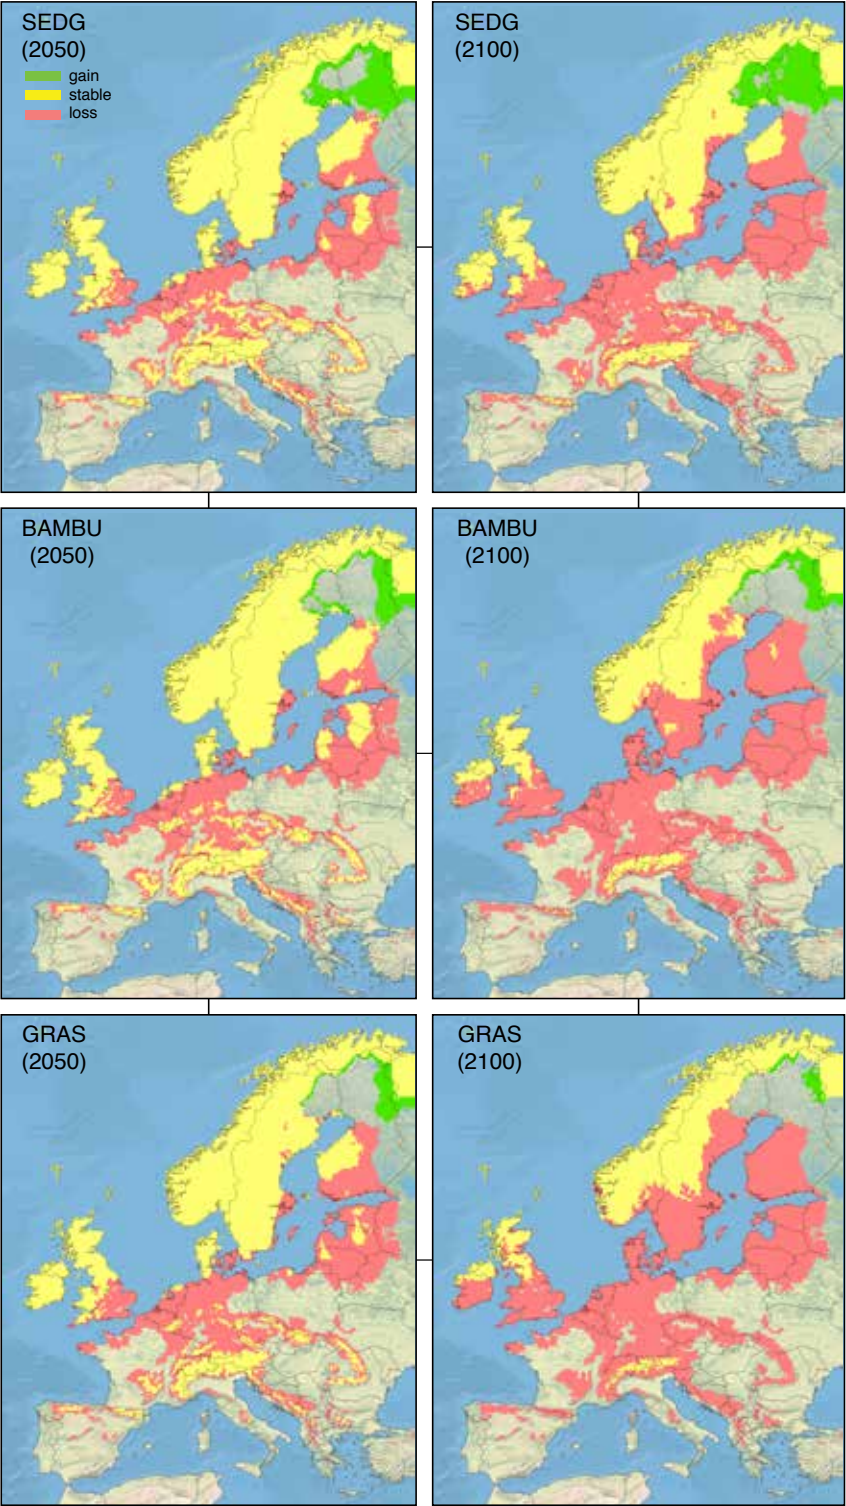 SEDG
(2050)
gain
stable
loss
SEDG
(2100)
BAMBU
(2050)
BAMBU
(2100)
GRAS
(2050)
GRAS
(2100)